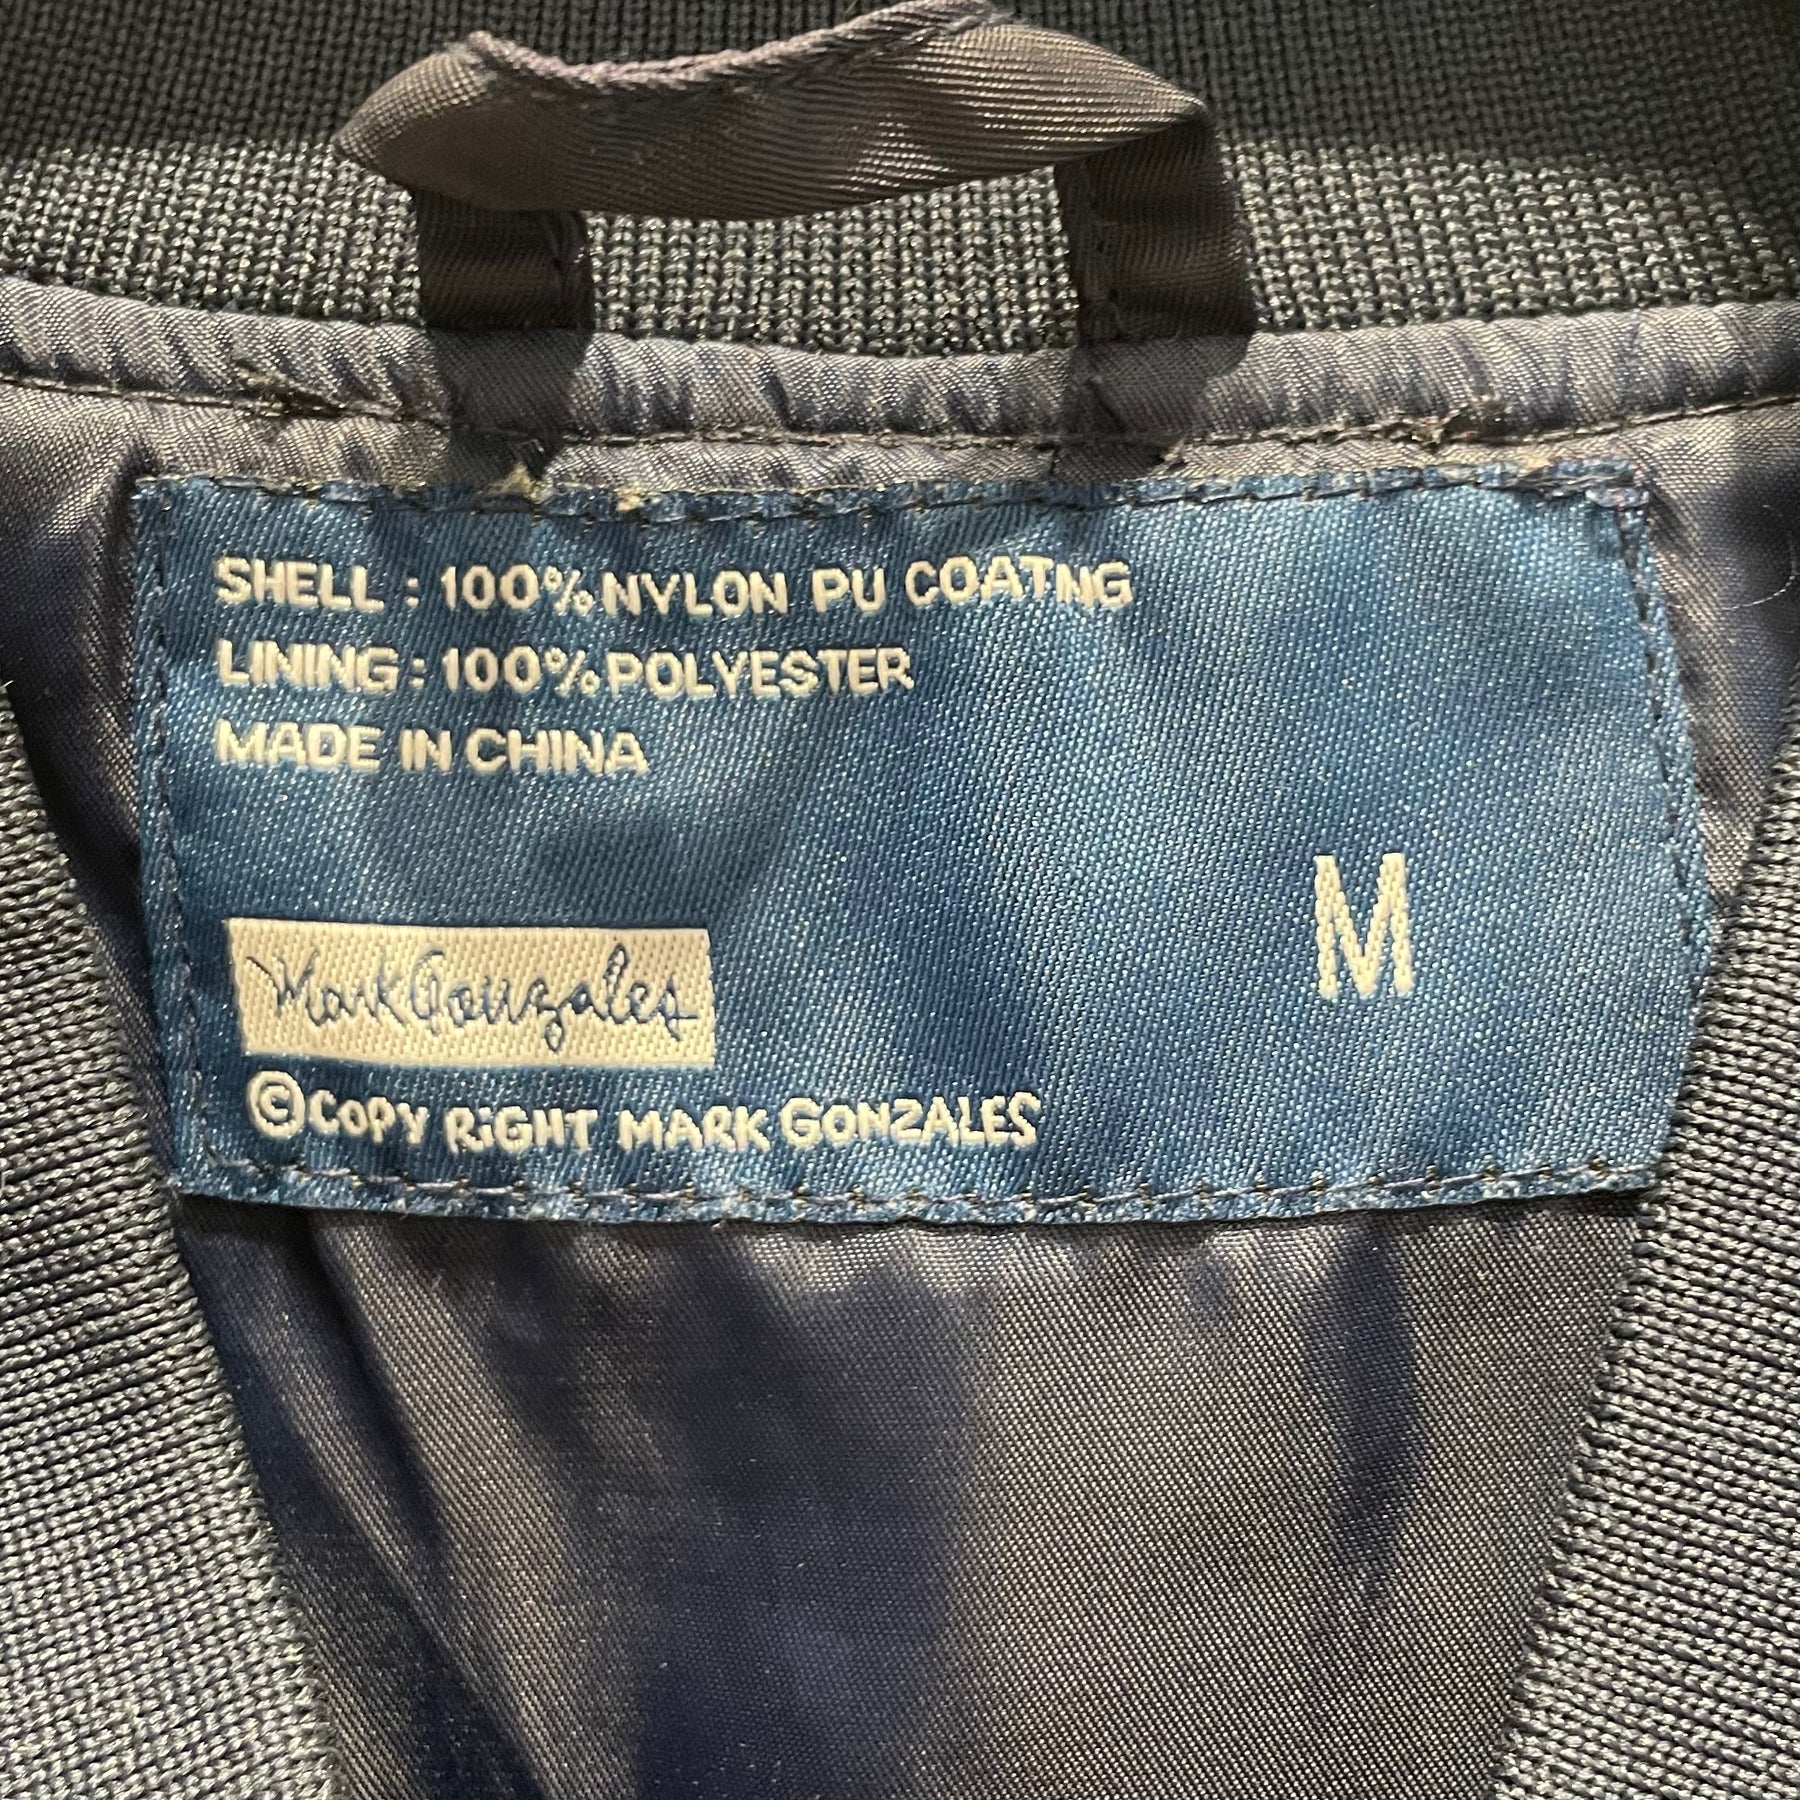 SHELL : 100% NYLON PU COATNG
LINING : 100% POLYESTER
MADE IN CHINA
M
Mark Gonzales
©COPY RiGHT MARK GONZALES